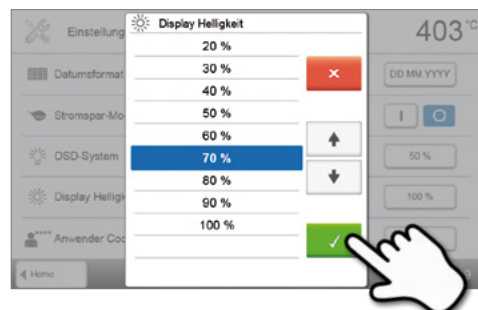 Einstellung
Display Helligkeit
403 °C
20 %
30 %
40 %
50 %
60 %
70 %
80 %
90 %
100 %
Datumsformat
DD.MM.YYYY
Stromspar-Mo
I O
OSD-System
50 %
Display Hellig
100 %
Anwender Cod
Home